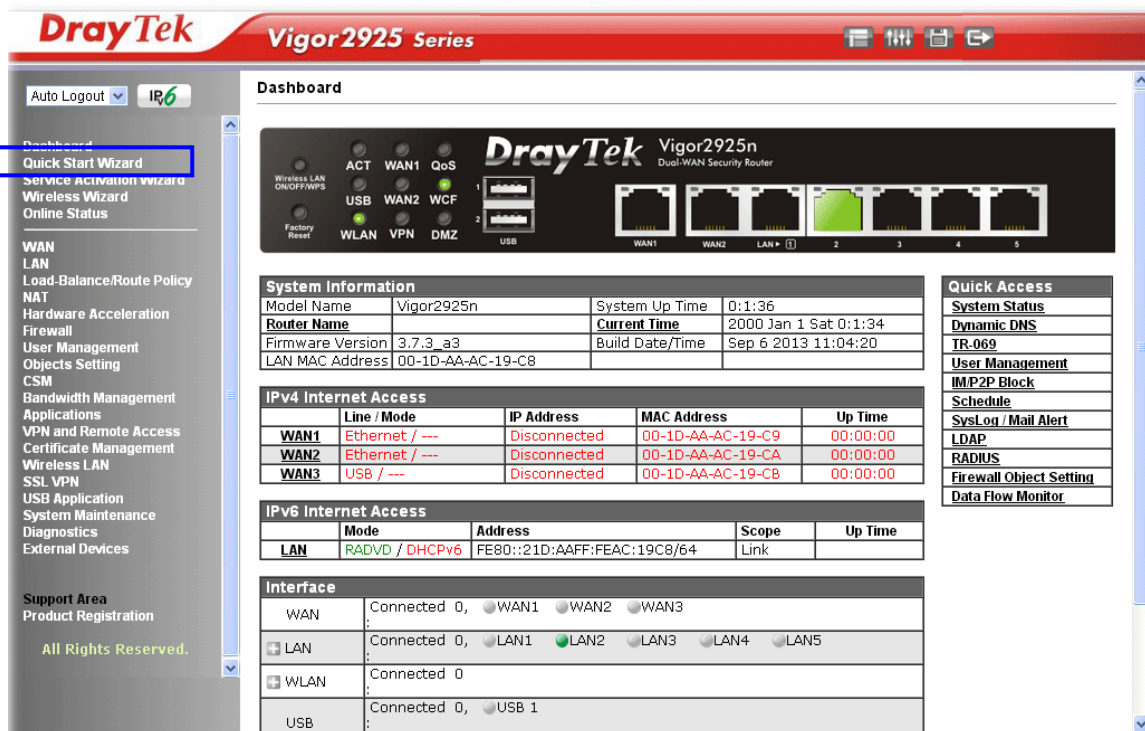 DrayTek
Vigor2925 Series
Auto Logout
IPv6
Dashboard
Quick Start Wizard
Service Activation Wizard
Wireless Wizard
Online Status
WAN
LAN
Load-Balance/Route Policy
NAT
Hardware Acceleration
Firewall
User Management
Objects Setting
CSM
Bandwidth Management
Applications
VPN and Remote Access
Certificate Management
Wireless LAN
SSL VPN
USB Application
System Maintenance
Diagnostics
External Devices
Support Area
Product Registration
All Rights Reserved.
Dashboard
Wireless LAN
ON/OFF/WPS
Factory
Reset
ACT WAN1 QoS
USB WAN2 WCF
WLAN VPN DMZ
DrayTek
Vigor2925n
Dual-WAN Security Router
1
2
USB
WAN1 WAN2 LAN 1 2 3 4 5
System Information
Model Name Vigor2925n System Up Time 0:1:36
Router Name Current Time 2000 Jan 1 Sat 0:1:34
Firmware Version 3.7.3_a3 Build Date/Time Sep 6 2013 11:04:20
LAN MAC Address 00-1D-AA-AC-19-C8
IPv4 Internet Access
Line / Mode IP Address MAC Address Up Time
WAN1 Ethernet / --- Disconnected 00-1D-AA-AC-19-C9 00:00:00
WAN2 Ethernet / --- Disconnected 00-1D-AA-AC-19-CA 00:00:00
WAN3 USB / --- Disconnected 00-1D-AA-AC-19-CB 00:00:00
IPv6 Internet Access
Mode Address Scope Up Time
LAN RADVD / DHCPv6 FE80::21D:AAFF:FEAC:19C8/64 Link
Interface
WAN Connected 0, WAN1 WAN2 WAN3
:
LAN Connected 0, LAN1 LAN2 LAN3 LAN4 LAN5
:
WLAN Connected 0
:
USB Connected 0, USB 1
:
Quick Access
System Status
Dynamic DNS
TR-069
User Management
IM/P2P Block
Schedule
SysLog / Mail Alert
LDAP
RADIUS
Firewall Object Setting
Data Flow Monitor